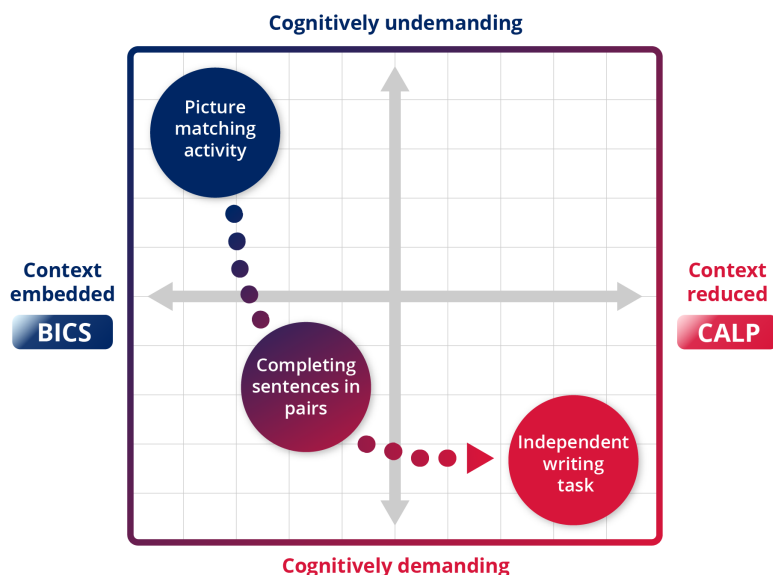 Cognitively undemanding
Picture
matching
activity
Context
embedded
BICS
Context
reduced
CALP
Completing
sentences in
pairs
Independent
writing
task
Cognitively demanding